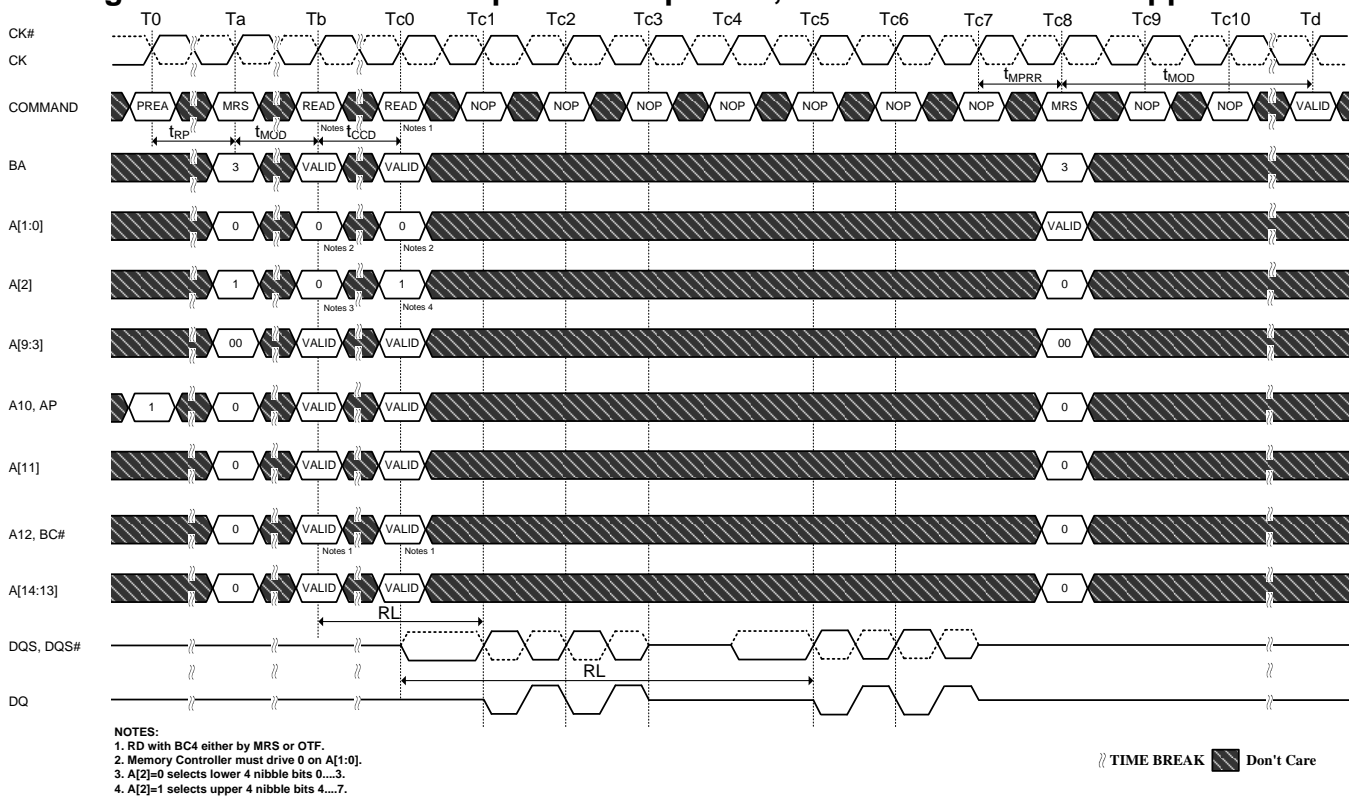 T0 Ta Tb Tc0 Tc1 Tc2 Tc3 Tc4 Tc5 Tc6 Tc7 Tc8 Tc9 Tc10 Td
CK#
CK
tMPRR tMOD
COMMAND PREA MRS READ READ NOP NOP NOP NOP NOP NOP NOP MRS NOP NOP VALID
Notes 1 Notes 1
tRP tMOD tCCD
BA 3 VALID VALID 3
A[1:0] 0 0 0 VALID
Notes 2 Notes 2
A[2] 1 0 1 0
Notes 3 Notes 4
A[9:3] 00 VALID VALID 00
A10, AP 1 0 VALID VALID 0
A[11] 0 VALID VALID 0
A12, BC# 0 VALID VALID 0
Notes 1 Notes 1
A[14:13] 0 VALID VALID 0
RL
DQS, DQS#
RL
DQ
NOTES:
1. RD with BC4 either by MRS or OTF.
2. Memory Controller must drive 0 on A[1:0].
3. A[2]=0 selects lower 4 nibble bits 0....3.
4. A[2]=1 selects upper 4 nibble bits 4....7.
TIME BREAK Don't Care